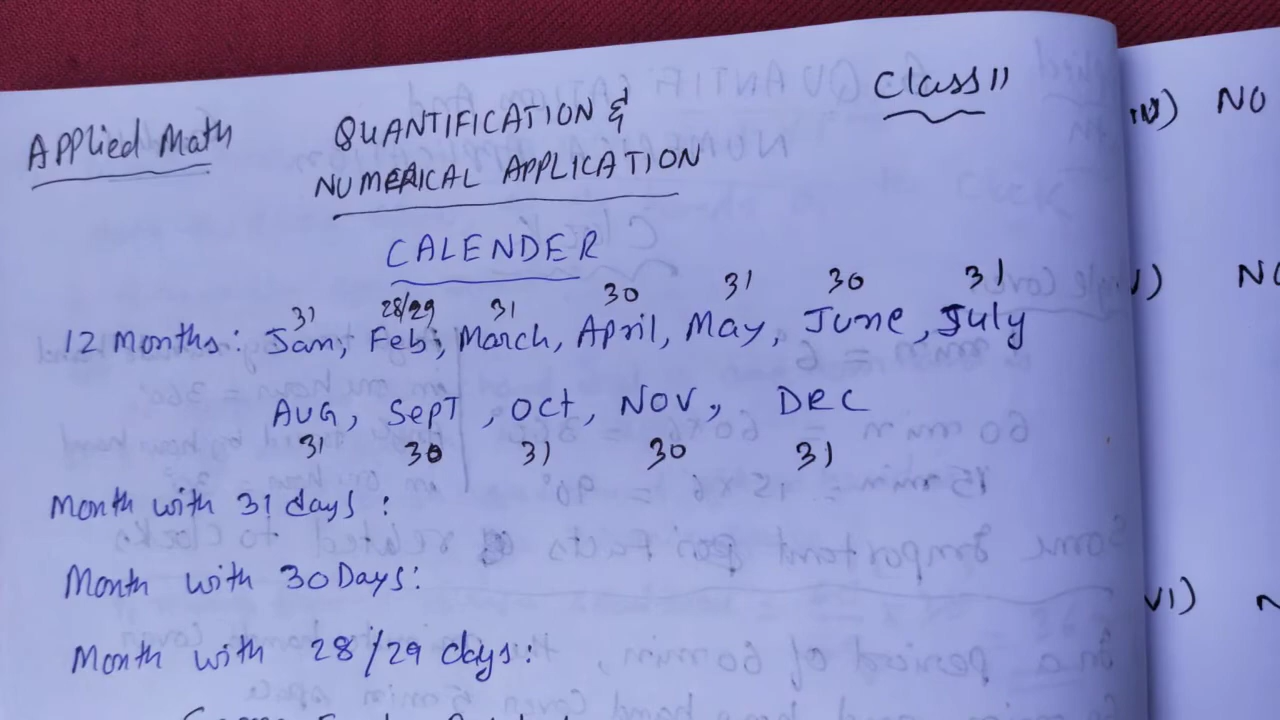 Applied Math
QUANTIFICATION &
NUMERICAL APPLICATION
Class 11
CALENDER
31 28/29 31 30 31 30 31
12 Months: Jan, Feb, March, April, May, June, July
AUG, SEPT, Oct, NOV, DEC
31 30 31 30 31
Month with 31 days:
Month with 30 Days:
Month with 28/29 days:
IV) NO
V) NO
VI)